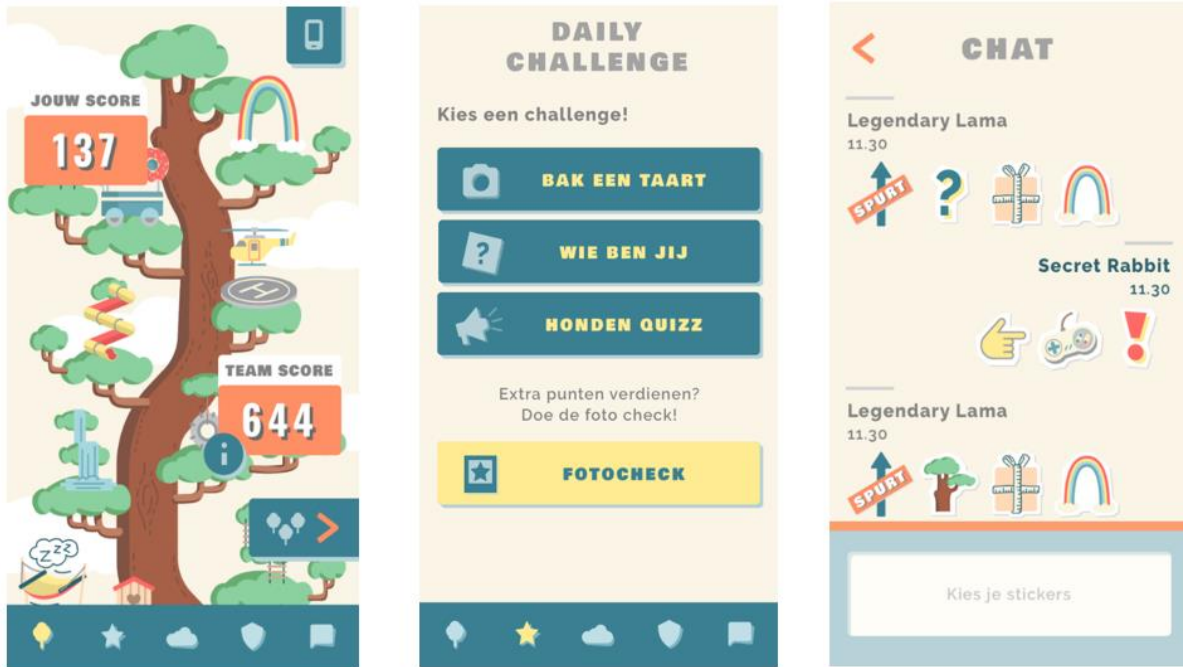 JOUW SCORE
137
H
TEAM SCORE
644
i
zzz
DAILY
CHALLENGE
Kies een challenge!
BAK EEN TAART
?
WIE BEN JIJ
HONDEN QUIZZ
Extra punten verdienen?
Doe de foto check!
FOTOCHECK
CHAT
Legendary Lama
11.30
SPURT
?
Secret Rabbit
11.30
!
Legendary Lama
11.30
SPURT
Kies je stickers